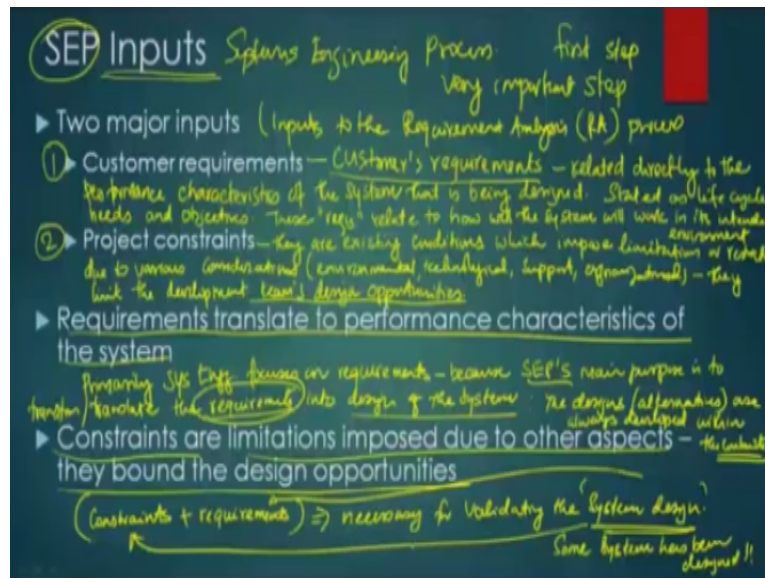 SEP Inputs Systems Engineering Process first step
very important step
▶ Two major inputs (Inputs to the Requirement Analysis (RA) process
① ▶ Customer requirements – Customer's requirements – related directly to the
performance characteristics of the system that is being designed. Stated as life cycle
needs and objectives. These "reqs" relate to how well the system will work in its intended
environment
② ▶ Project constraints – They are existing conditions which impose limitation or
due to various considerations (environmental, technological, support, organizational) – They
limit the development team's design opportunities
▶ Requirements translate to performance characteristics of
the system
Primarily Sys Engg focuses on requirements – because SEP's main purpose is to
transform/translate the requirements into design of the system. The designs (alternatives) are
always developed within
▶ Constraints are limitations imposed due to other aspects – the constraints
they bound the design opportunities
(Constraints + requirements) ⇒ necessary for validating the 'System design'
Some System has been
designed!!